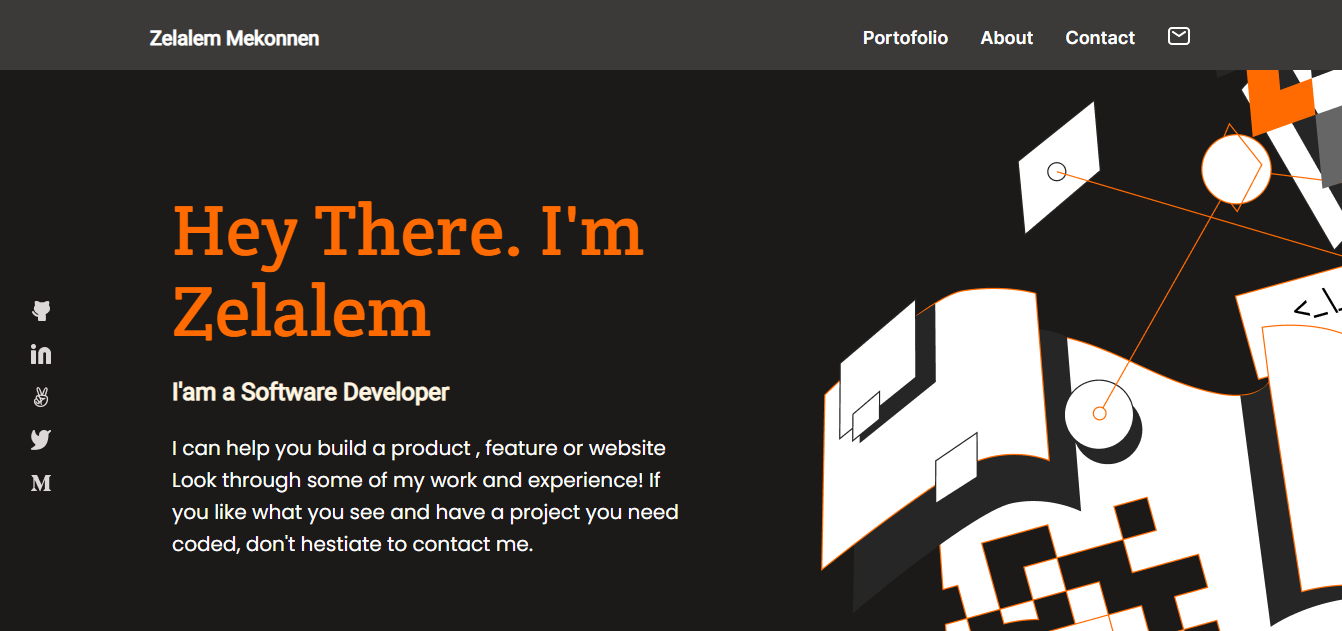 Zelalem Mekonnen
Portofolio About Contact
Hey There. I'm
Zelalem
I'am a Software Developer
I can help you build a product , feature or website
Look through some of my work and experience! If
you like what you see and have a project you need
coded, don't hestiate to contact me.
in
M
<_\